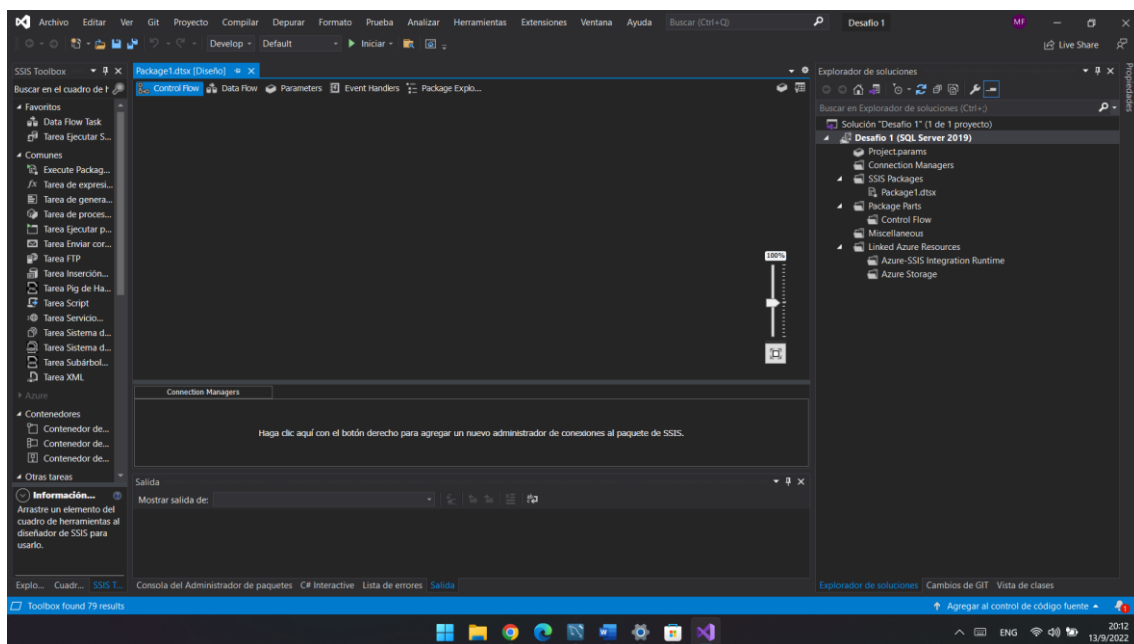 Archivo Editar Ver Git Proyecto Compilar Depurar Formato Prueba Analizar Herramientas Extensiones Ventana Ayuda Buscar (Ctrl+Q) Desafio 1 MF
Develop Default Iniciar Live Share
SSIS Toolbox
Buscar en el cuadro de h
Favoritos
Data Flow Task
Tarea Ejecutar S...
Comunes
Execute Packag...
Tarea de expresi...
Tarea de genera...
Tarea de proces...
Tarea Ejecutar p...
Tarea Enviar cor...
Tarea FTP
Tarea Inserción...
Tarea Pig de Ha...
Tarea Script
Tarea Servicio...
Tarea Sistema d...
Tarea Sistema d...
Tarea Subárbol...
Tarea XML
Azure
Contenedores
Contenedor de...
Contenedor de...
Contenedor de...
Otras tareas
Información...
Arrastre un elemento del
cuadro de herramientas al
diseñador de SSIS para
usarlo.
Explo... Cuadr... SSIS T...
Package1.dtsx [Diseño]
Control Flow Data Flow Parameters Event Handlers Package Explo...
100%
Connection Managers
Haga clic aquí con el botón derecho para agregar un nuevo administrador de conexiones al paquete de SSIS.
Salida
Mostrar salida de:
Consola del Administrador de paquetes C# Interactive Lista de errores Salida
Explorador de soluciones
Buscar en Explorador de soluciones (Ctrl+;)
Solución "Desafio 1" (1 de 1 proyecto)
Desafio 1 (SQL Server 2019)
Project.params
Connection Managers
SSIS Packages
Package1.dtsx
Package Parts
Control Flow
Miscellaneous
Linked Azure Resources
Azure-SSIS Integration Runtime
Azure Storage
Explorador de soluciones Cambios de GIT Vista de clases
Propiedades
Toolbox found 79 results Agregar al control de código fuente
ENG 20:12
13/9/2022